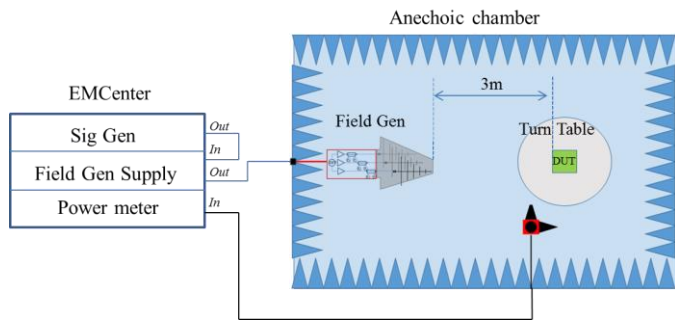 Anechoic chamber
EMCenter
3m
Sig Gen
Out
In
Field Gen Supply
Out
Power meter
In
Field Gen
Turn Table
DUT